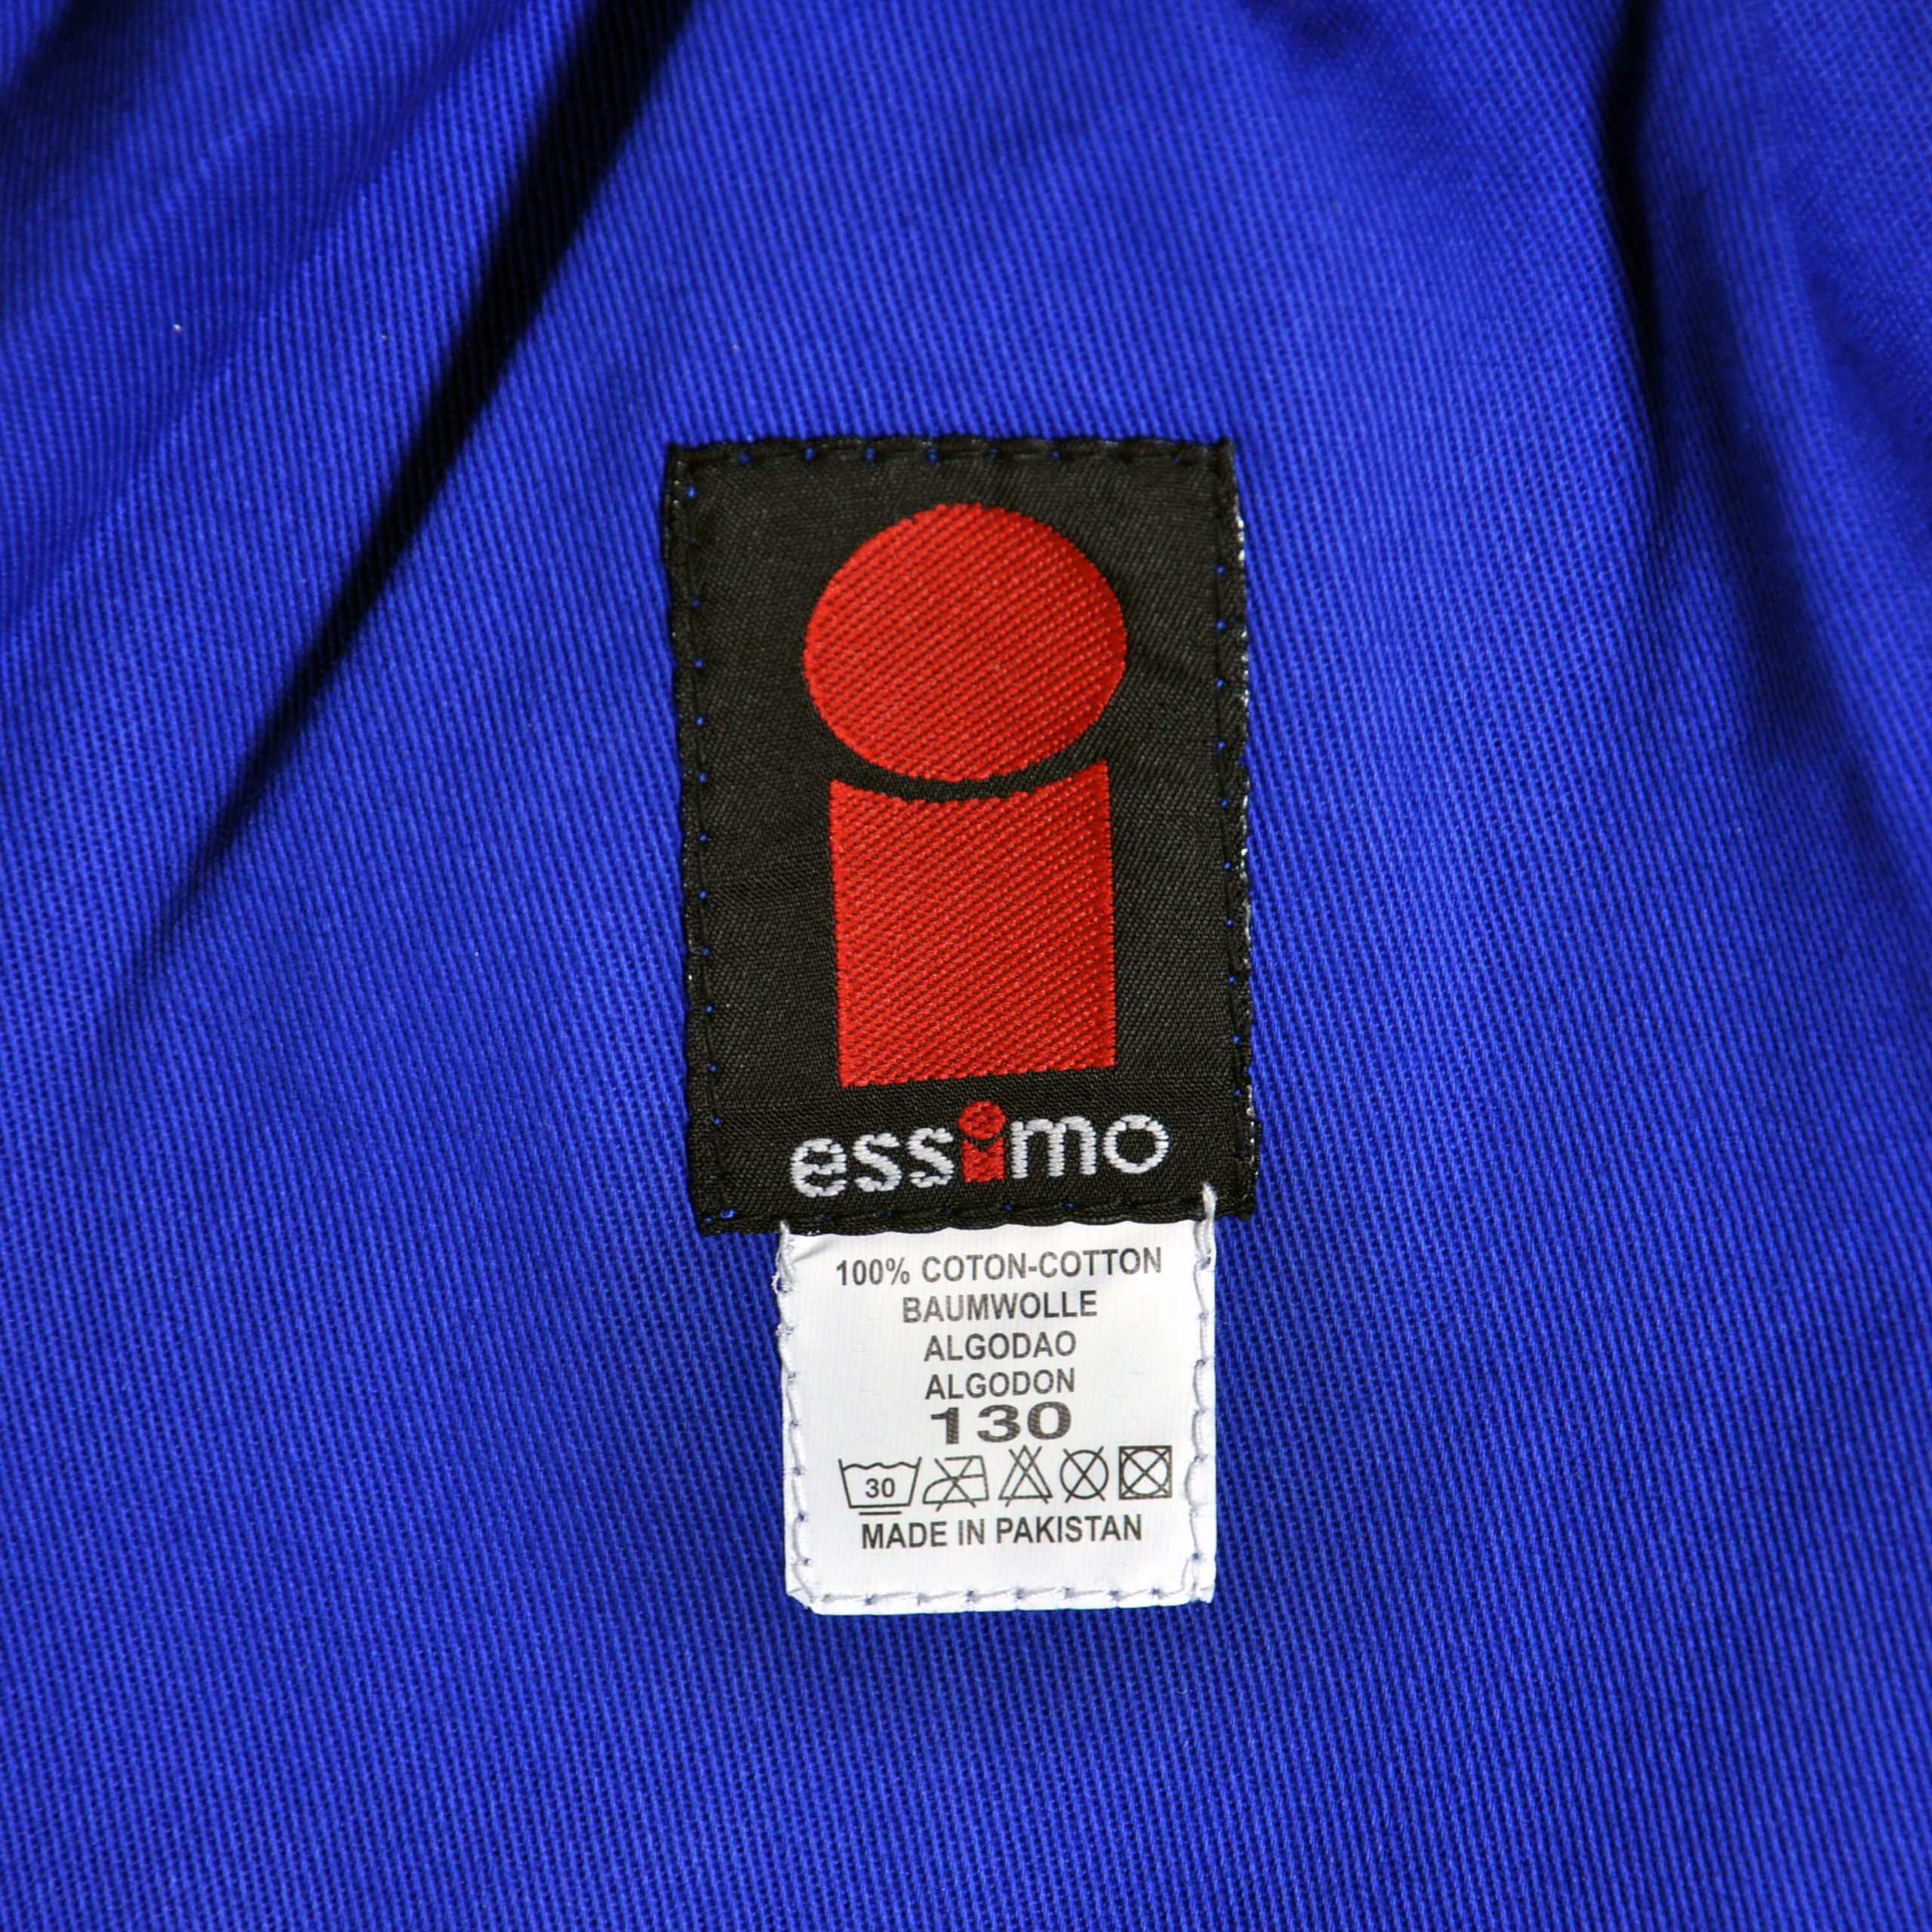 essimo
100% COTON-COTTON
BAUMWOLLE
ALGODAO
ALGODON
130
30
MADE IN PAKISTAN